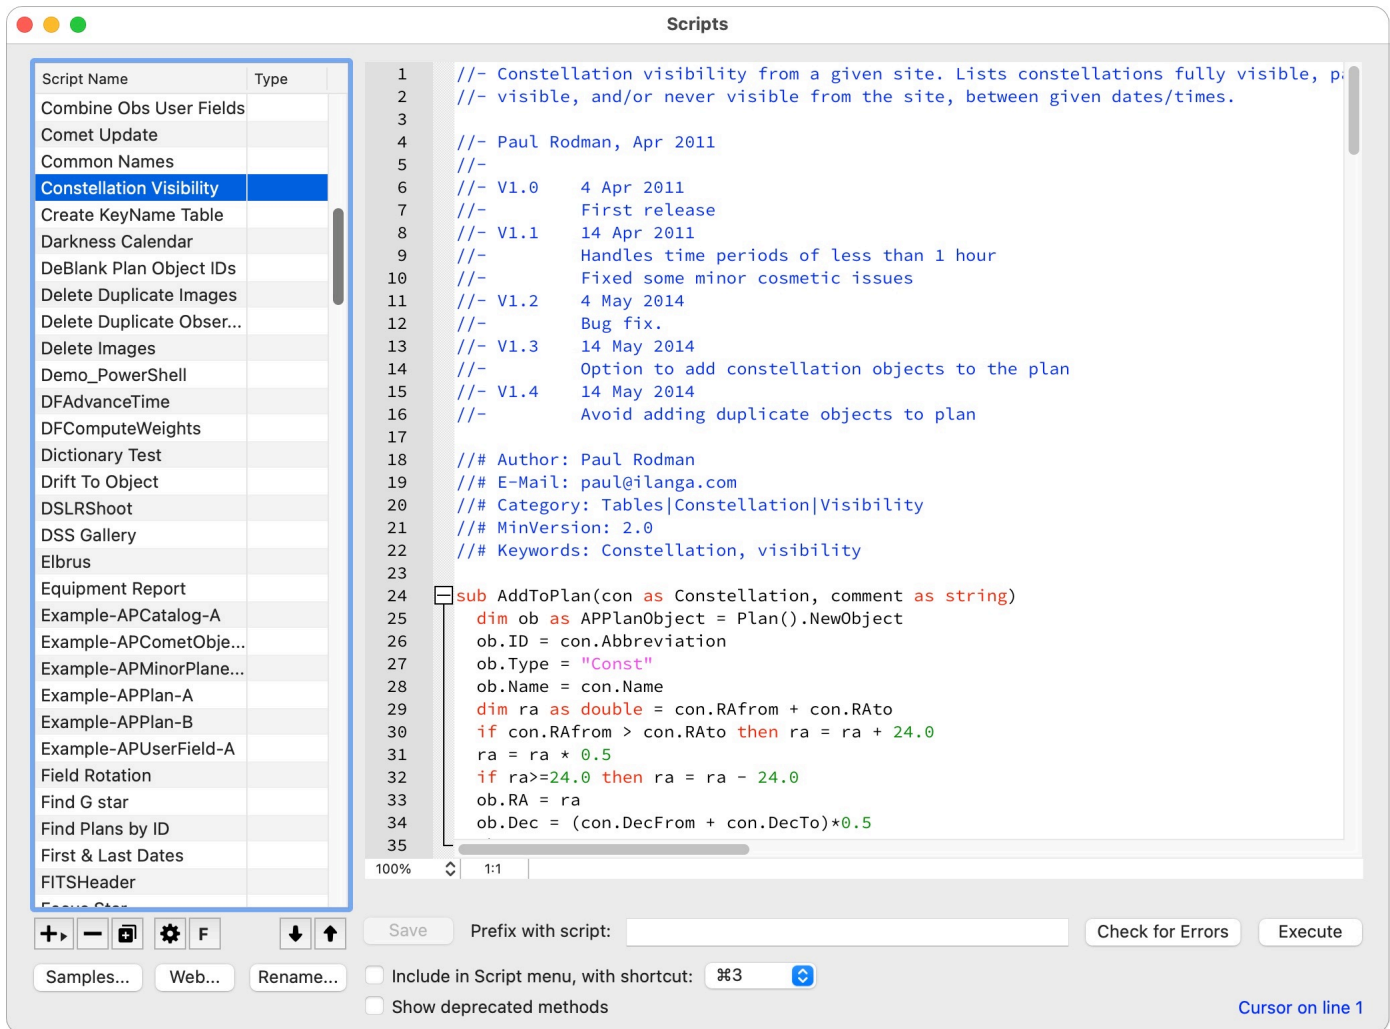 Scripts
Script Name Type
Combine Obs User Fields
Comet Update
Common Names
Constellation Visibility
Create KeyName Table
Darkness Calendar
DeBlank Plan Object IDs
Delete Duplicate Images
Delete Duplicate Obser...
Delete Images
Demo_PowerShell
DFAdvanceTime
DFComputeWeights
Dictionary Test
Drift To Object
DSLRShoot
DSS Gallery
Elbrus
Equipment Report
Example-APCatalog-A
Example-APCometObje...
Example-APMinorPlane...
Example-APPlan-A
Example-APPlan-B
Example-APUserField-A
Field Rotation
Find G star
Find Plans by ID
First & Last Dates
FITSHeader
1 //- Constellation visibility from a given site. Lists constellations fully visible,
2 //- visible, and/or never visible from the site, between given dates/times.
3
4 //- Paul Rodman, Apr 2011
5 //-
6 //- V1.0 4 Apr 2011
7 //- First release
8 //- V1.1 14 Apr 2011
9 //- Handles time periods of less than 1 hour
10 //- Fixed some minor cosmetic issues
11 //- V1.2 4 May 2014
12 //- Bug fix.
13 //- V1.3 14 May 2014
14 //- Option to add constellation objects to the plan
15 //- V1.4 14 May 2014
16 //- Avoid adding duplicate objects to plan
17
18 //# Author: Paul Rodman
19 //# E-Mail: paul@ilanga.com
20 //# Category: Tables|Constellation|Visibility
21 //# MinVersion: 2.0
22 //# Keywords: Constellation, visibility
23
24 sub AddToPlan(con as Constellation, comment as string)
25 dim ob as APPlanObject = Plan().NewObject
26 ob.ID = con.Abbreviation
27 ob.Type = "Const"
28 ob.Name = con.Name
29 dim ra as double = con.RAfrom + con.RAto
30 if con.RAfrom > con.RAto then ra = ra + 24.0
31 ra = ra * 0.5
32 if ra>=24.0 then ra = ra - 24.0
33 ob.RA = ra
34 ob.Dec = (con.DecFrom + con.DecTo)*0.5
35
100% 1:1
F
Save Prefix with script: Check for Errors Execute
Samples... Web... Rename...
Include in Script menu, with shortcut: ⌘3
Show deprecated methods
Cursor on line 1